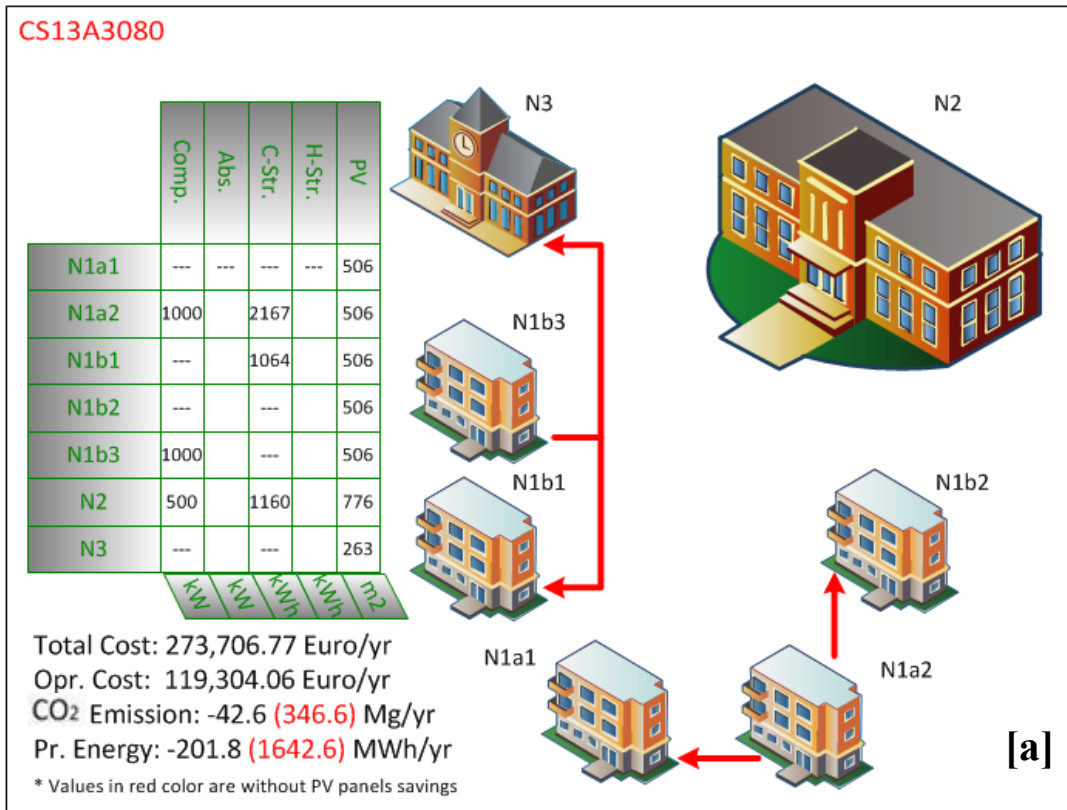 CS13A3080
Comp. Abs. C-Str. H-Str. PV
N1a1 --- --- --- --- 506
N1a2 1000 2167 506
N1b1 --- 1064 506
N1b2 --- --- 506
N1b3 1000 --- 506
N2 500 1160 776
N3 --- --- 263
kW kW kWh kWh m2
N3
N2
N1b3
N1b1
N1b2
N1a1
N1a2
Total Cost: 273,706.77 Euro/yr
Opr. Cost: 119,304.06 Euro/yr
CO₂ Emission: -42.6 (346.6) Mg/yr
Pr. Energy: -201.8 (1642.6) MWh/yr
* Values in red color are without PV panels savings
[a]